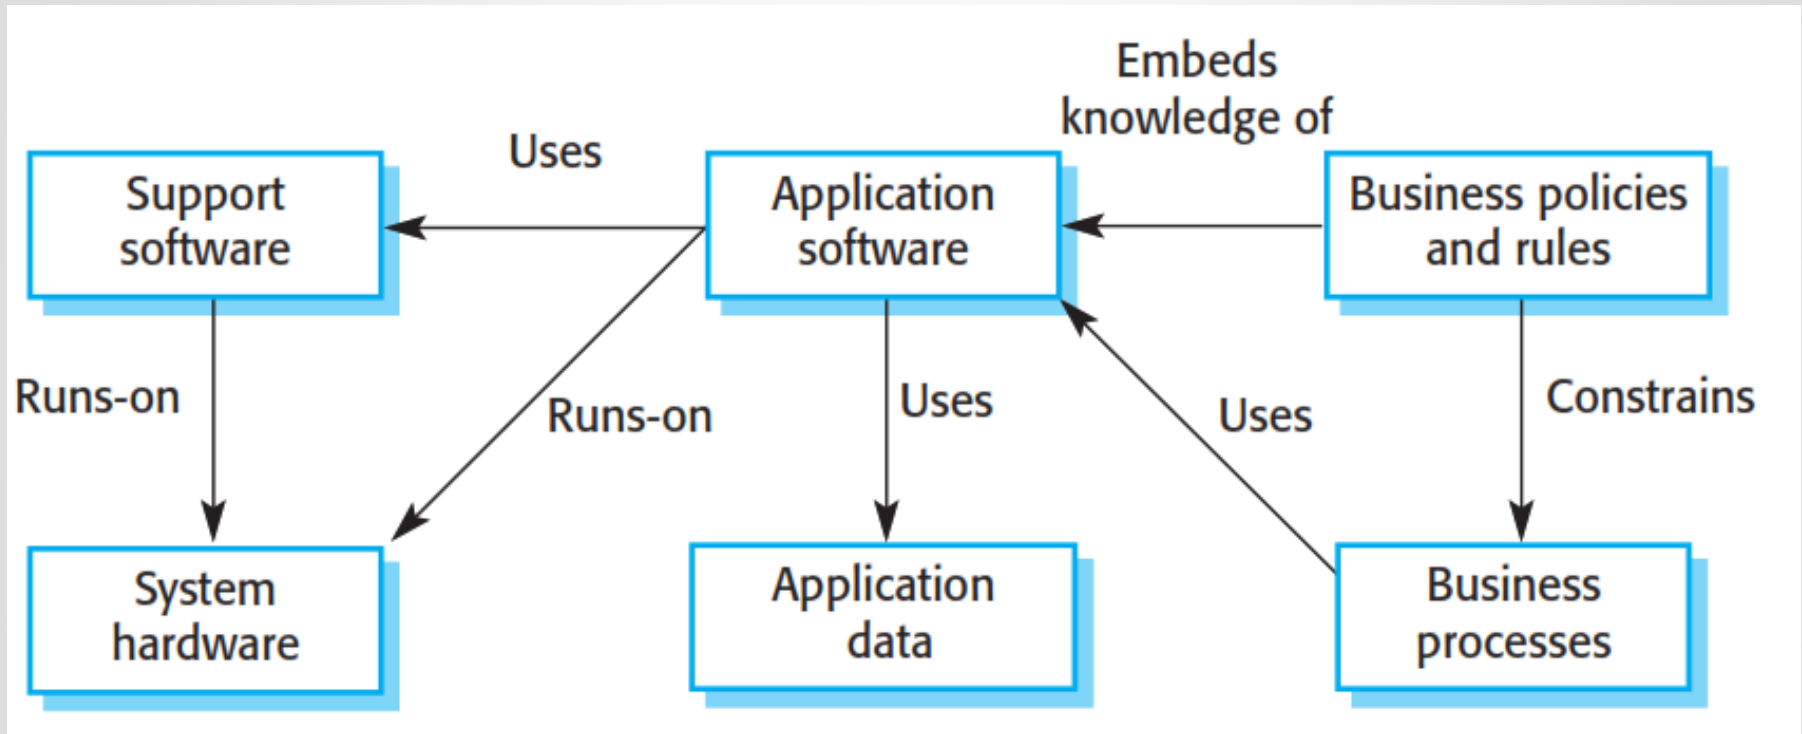 Embeds
knowledge of
Uses
Support
software
Application
software
Business policies
and rules
Runs-on
Runs-on
Uses
Uses
Constrains
System
hardware
Application
data
Business
processes